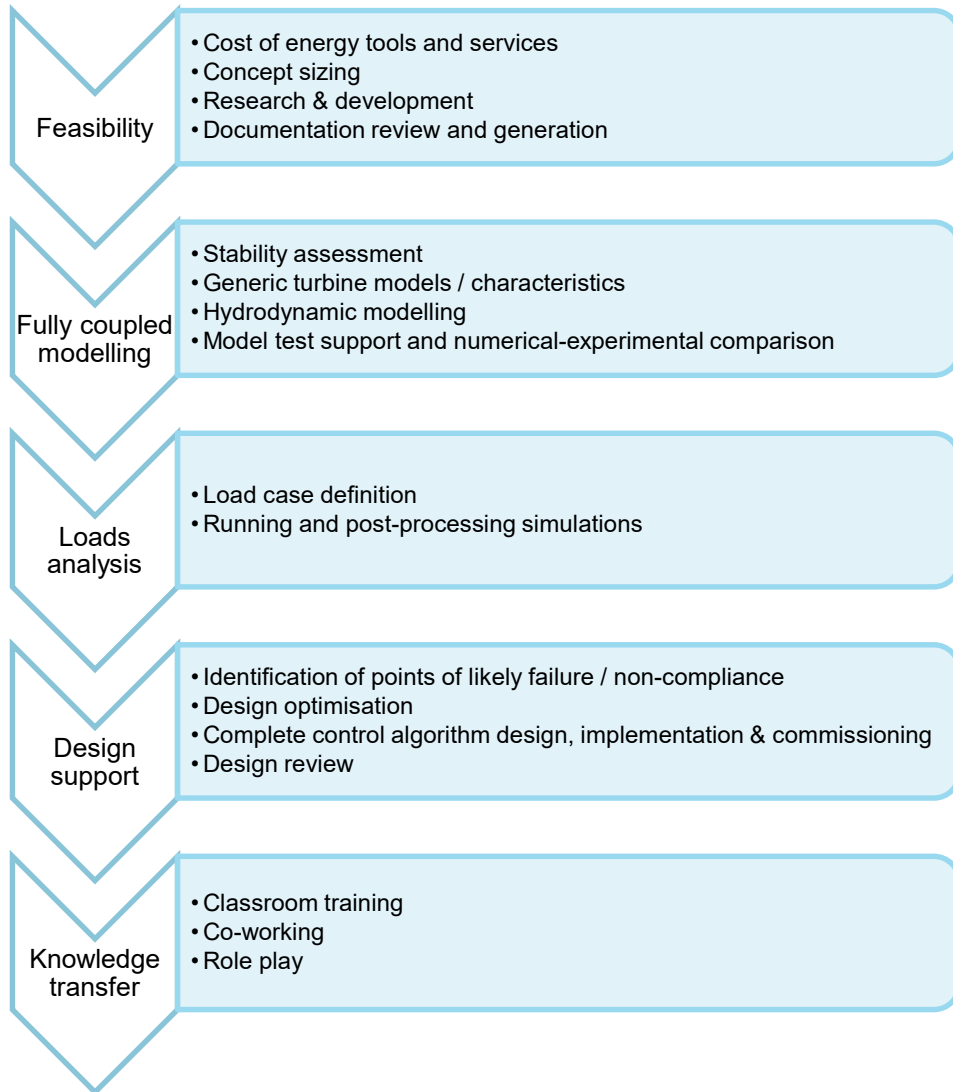 Feasibility
• Cost of energy tools and services
• Concept sizing
• Research & development
• Documentation review and generation
Fully coupled
modelling
• Stability assessment
• Generic turbine models / characteristics
• Hydrodynamic modelling
• Model test support and numerical-experimental comparison
Loads
analysis
• Load case definition
• Running and post-processing simulations
Design
support
• Identification of points of likely failure / non-compliance
• Design optimisation
• Complete control algorithm design, implementation & commissioning
• Design review
Knowledge
transfer
• Classroom training
• Co-working
• Role play